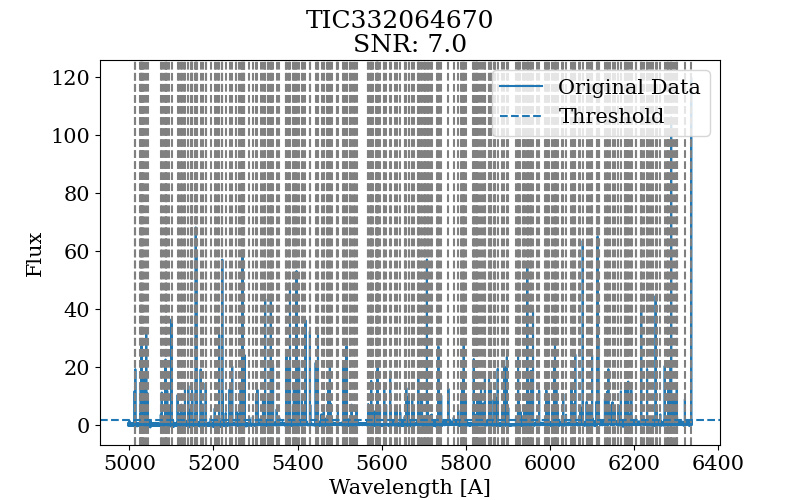 TIC332064670
SNR: 7.0
Original Data
Threshold
120
100
80
60
40
20
0
Flux
5000 5200 5400 5600 5800 6000 6200 6400
Wavelength [A]